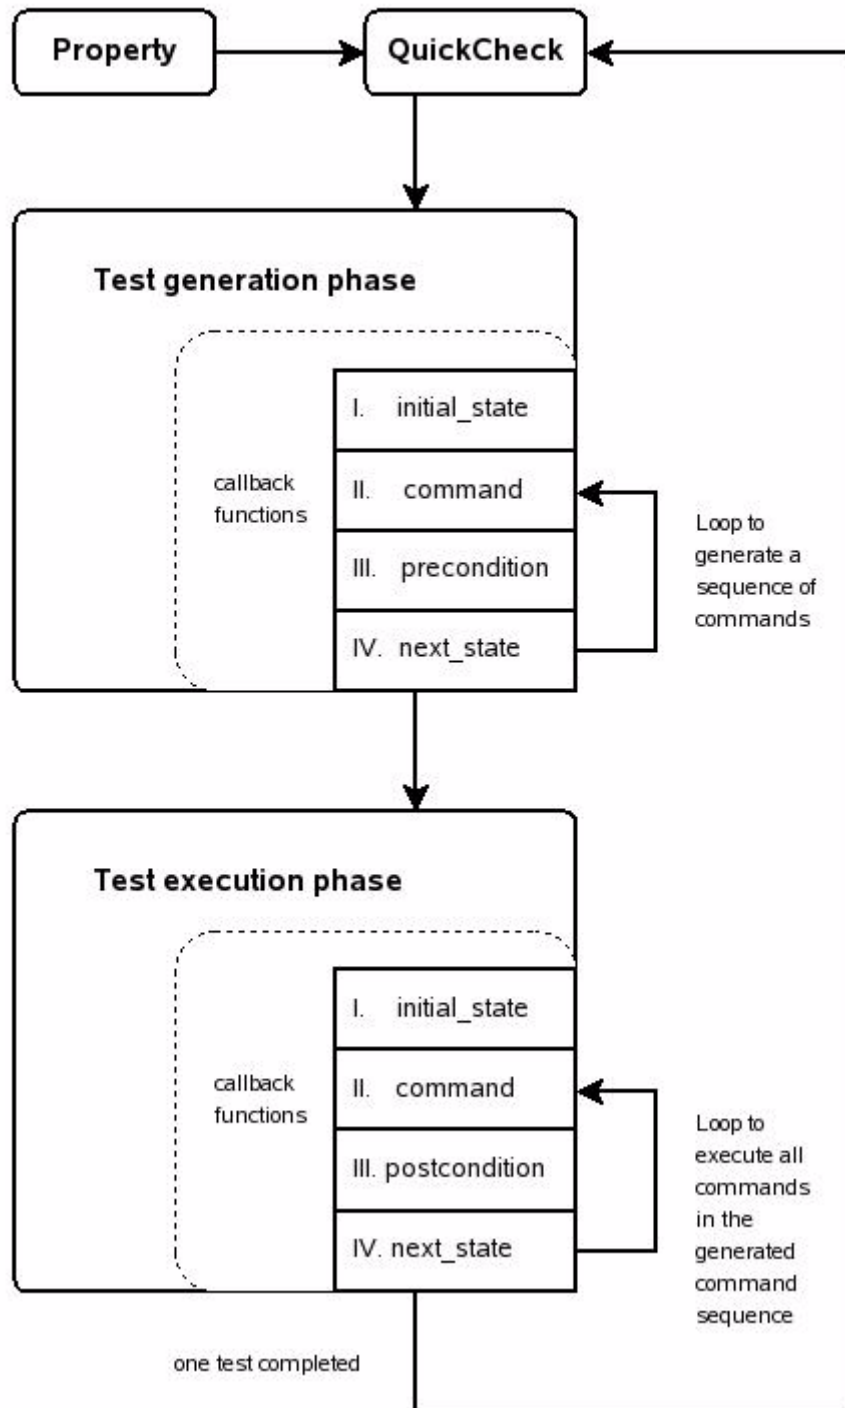 Property
QuickCheck
Test generation phase
I. initial_state
callback
functions
II. command
III. precondition
IV. next_state
Loop to
generate a
sequence of
commands
Test execution phase
I. initial_state
callback
functions
II. command
III. postcondition
IV. next_state
Loop to
execute all
commands
in the
generated
command
sequence
one test completed